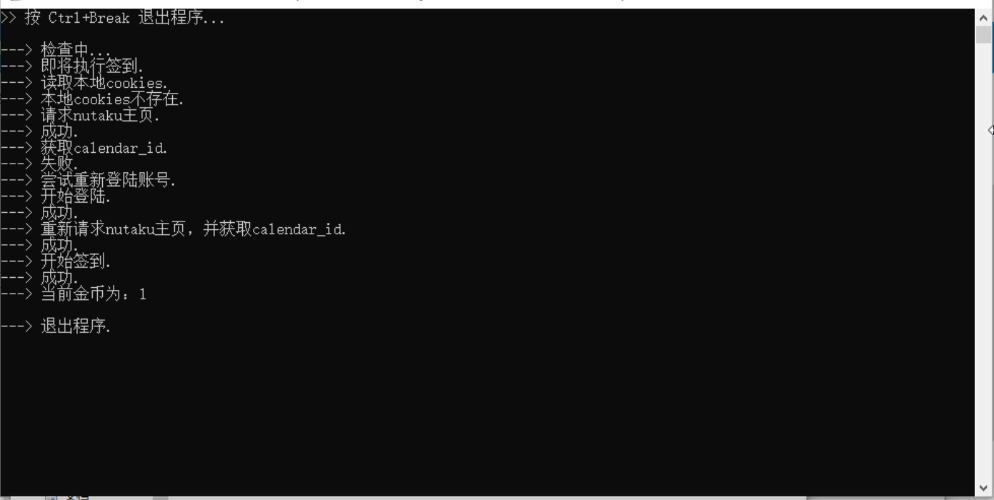 >> 按 Ctrl+Break 退出程序...
---> 检查中...
---> 即将执行签到.
---> 读取本地cookies.
---> 本地cookies不存在.
---> 请求nutaku主页.
---> 成功.
---> 获取calendar_id.
---> 失败.
---> 尝试重新登陆账号.
---> 开始登陆.
---> 成功.
---> 重新请求nutaku主页，并获取calendar_id.
---> 成功.
---> 开始签到.
---> 成功.
---> 当前金币为：1
---> 退出程序.